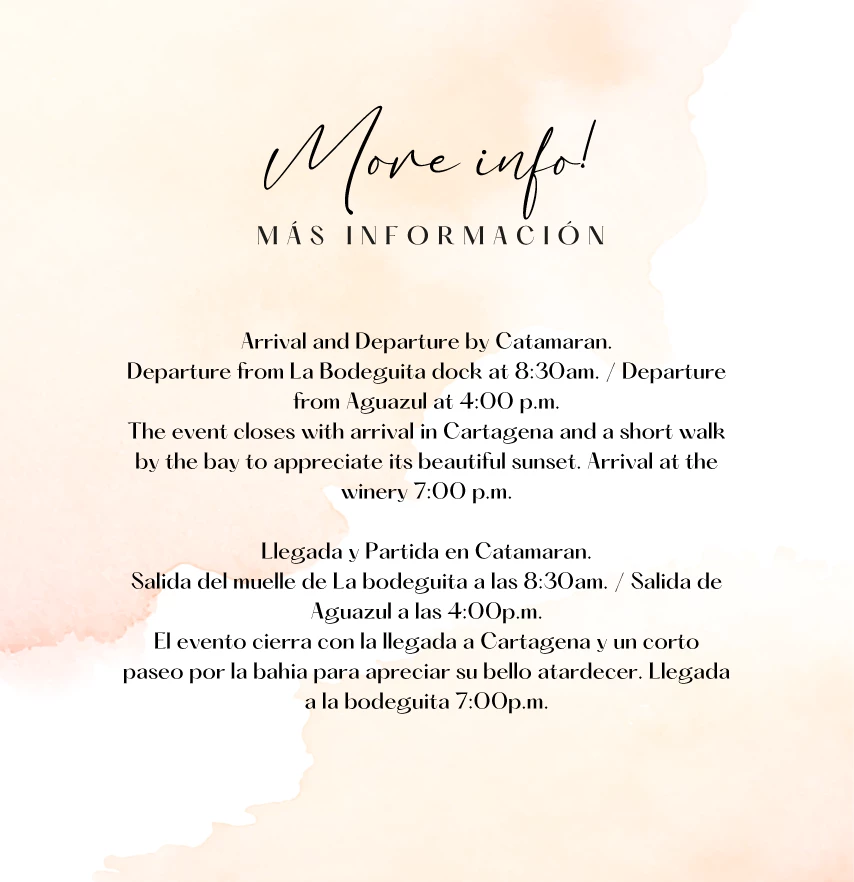 More info!
MÁS INFORMACIÓN
Arrival and Departure by Catamaran.
Departure from La Bodeguita dock at 8:30am. / Departure
from Aguazul at 4:00 p.m.
The event closes with arrival in Cartagena and a short walk
by the bay to appreciate its beautiful sunset. Arrival at the
winery 7:00 p.m.
Llegada y Partida en Catamaran.
Salida del muelle de La bodeguita a las 8:30am. / Salida de
Aguazul a las 4:00p.m.
El evento cierra con la llegada a Cartagena y un corto
paseo por la bahia para apreciar su bello atardecer. Llegada
a la bodeguita 7:00p.m.